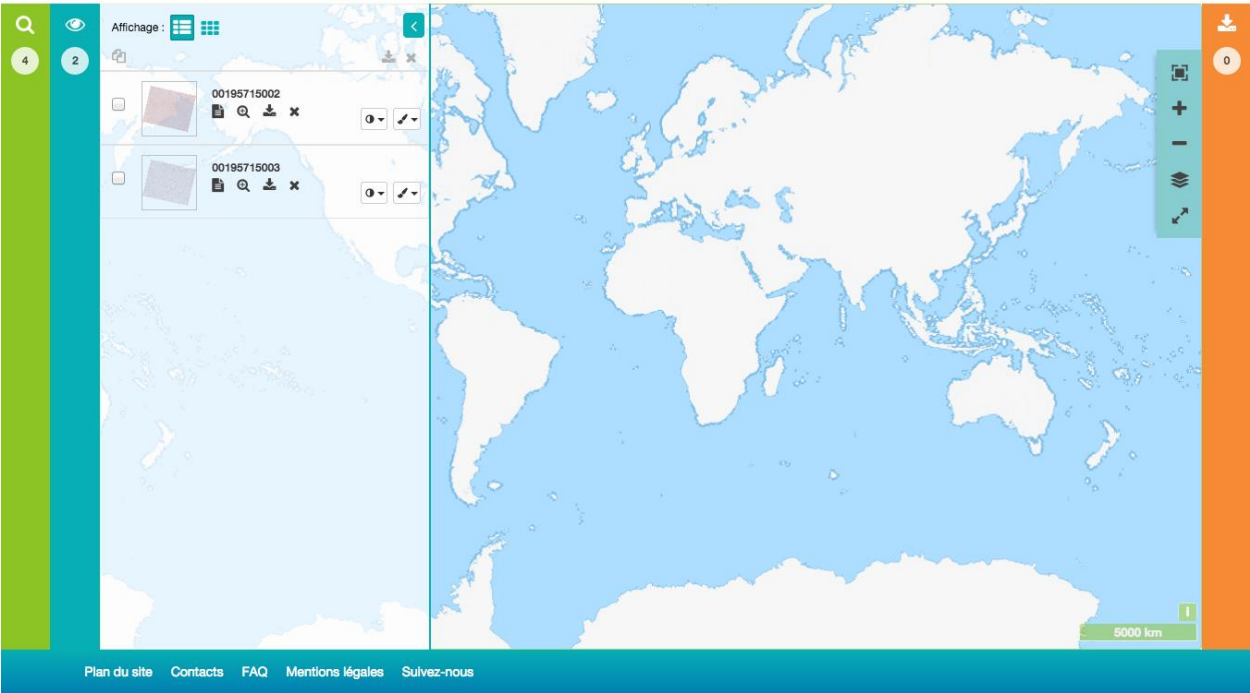 4
2
Affichage :
0
00195715002
00195715003
i
5000 km
Plan du site Contacts FAQ Mentions légales Suivez-nous